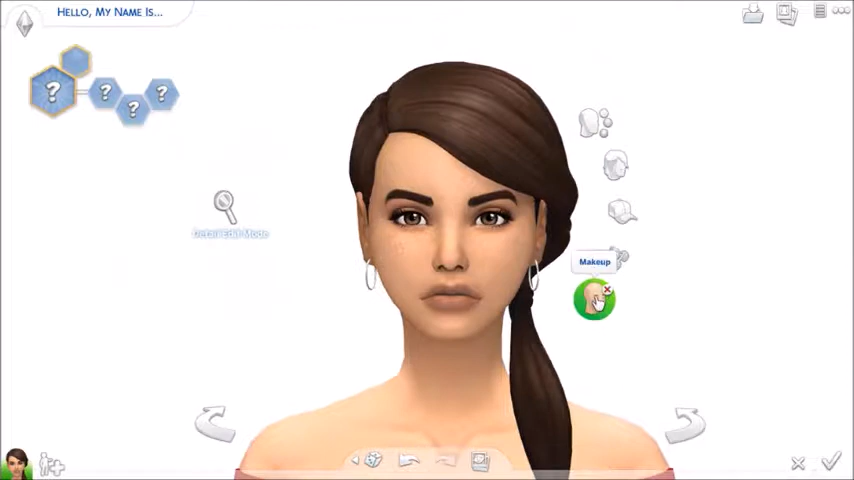 HELLO, MY NAME IS...
?
? ? ?
Detail Edit Mode
Makeup